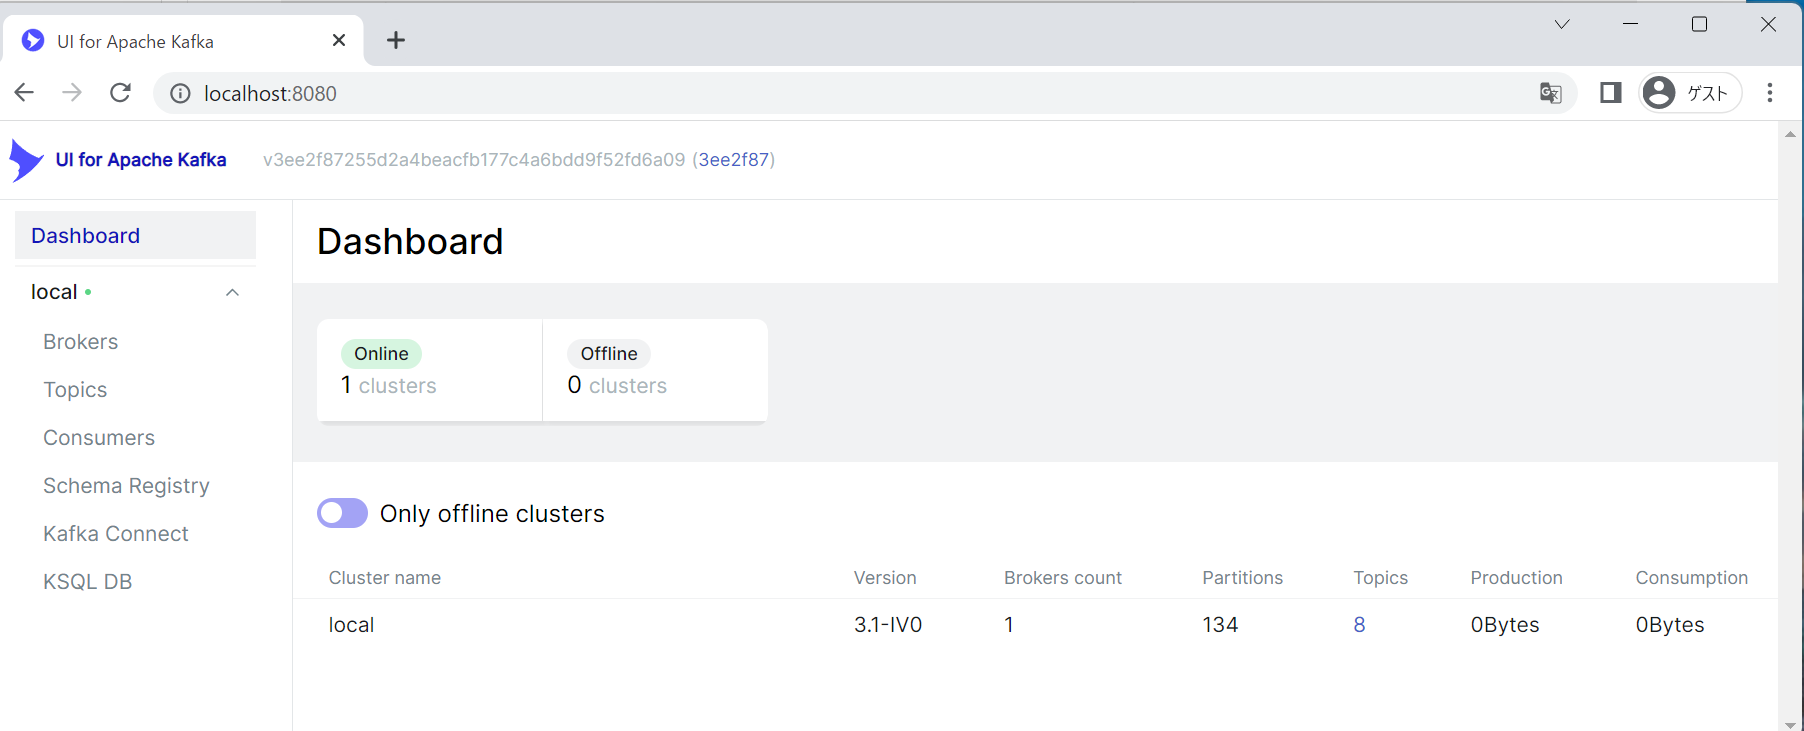 UI for Apache Kafka
localhost:8080
ゲスト
UI for Apache Kafka v3ee2f87255d2a4beacfb177c4a6bdd9f52fd6a09 (3ee2f87)
Dashboard
local
Brokers
Topics
Consumers
Schema Registry
Kafka Connect
KSQL DB
Dashboard
Online
1 clusters
Offline
0 clusters
Only offline clusters
Cluster name Version Brokers count Partitions Topics Production Consumption
local 3.1-IV0 1 134 8 0Bytes 0Bytes